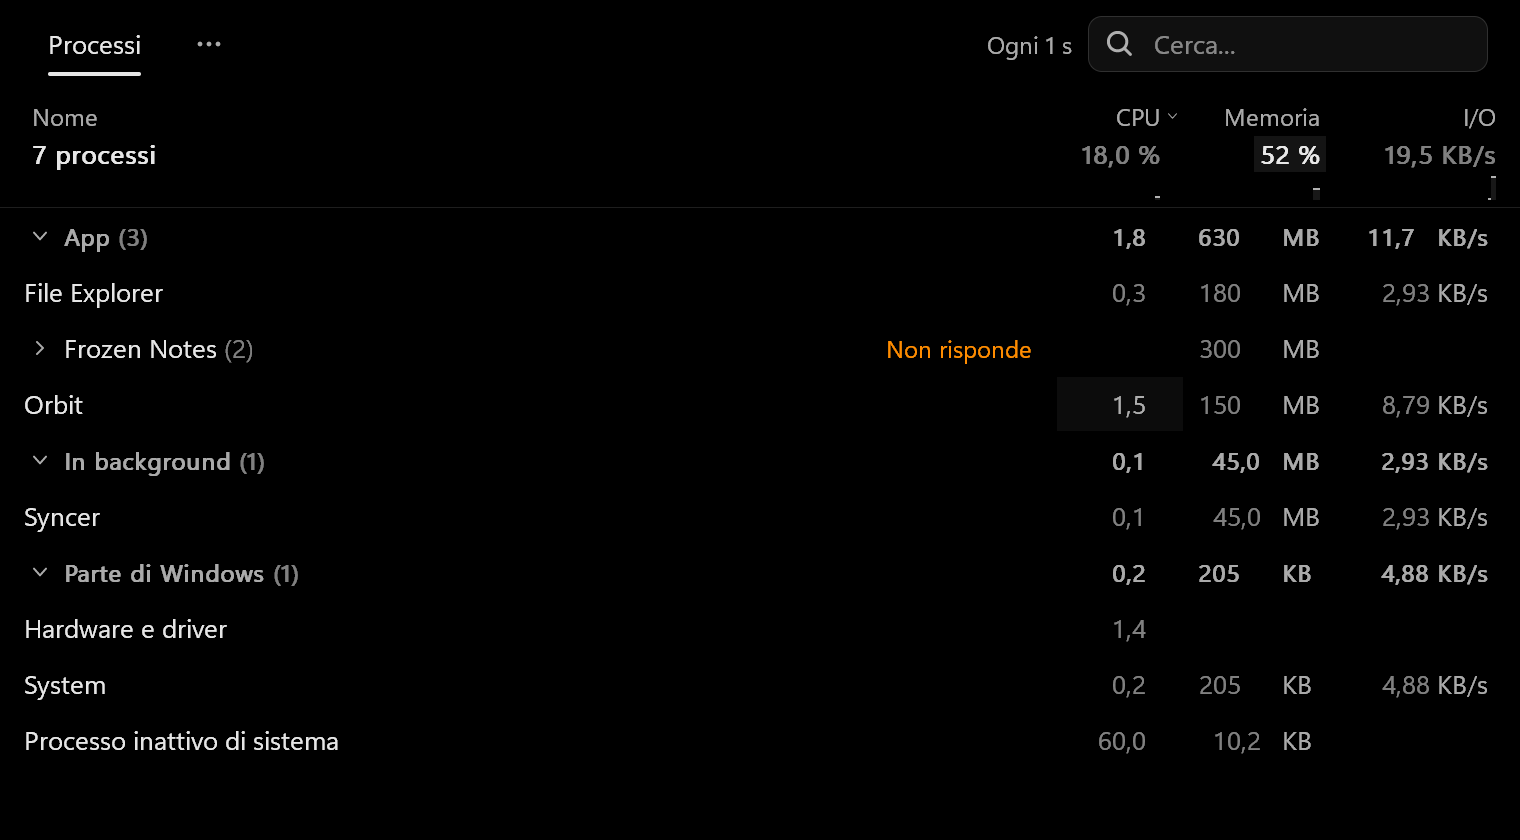 Processi ...
Ogni 1 s Cerca...
Nome CPU Memoria I/O
7 processi 18,0 % 52 % 19,5 KB/s
App (3) 1,8 630 MB 11,7 KB/s
File Explorer 0,3 180 MB 2,93 KB/s
Frozen Notes (2) Non risponde 300 MB
Orbit 1,5 150 MB 8,79 KB/s
In background (1) 0,1 45,0 MB 2,93 KB/s
Syncer 0,1 45,0 MB 2,93 KB/s
Parte di Windows (1) 0,2 205 KB 4,88 KB/s
Hardware e driver 1,4
System 0,2 205 KB 4,88 KB/s
Processo inattivo di sistema 60,0 10,2 KB